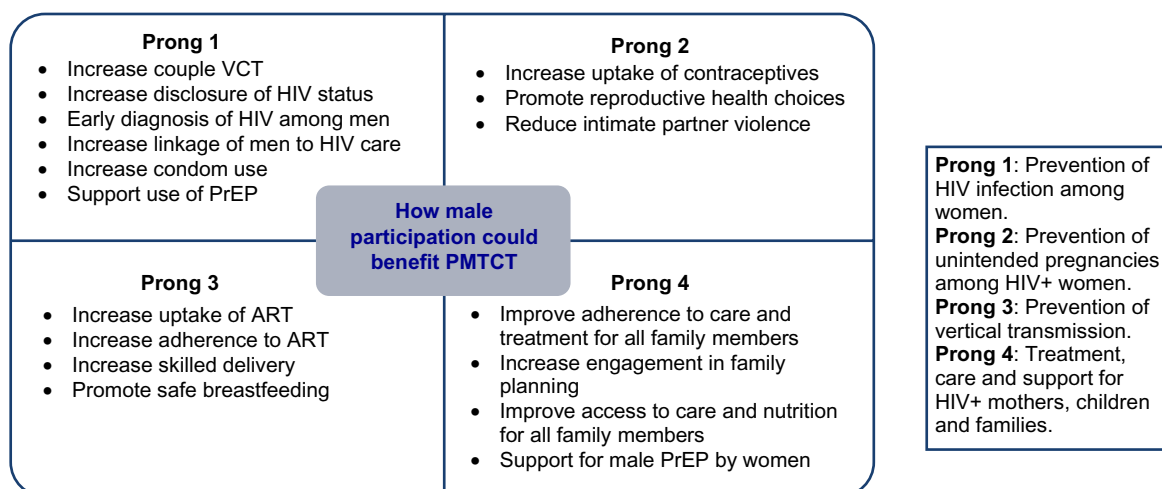 Prong 1
• Increase couple VCT
• Increase disclosure of HIV status
• Early diagnosis of HIV among men
• Increase linkage of men to HIV care
• Increase condom use
• Support use of PrEP
Prong 2
• Increase uptake of contraceptives
• Promote reproductive health choices
• Reduce intimate partner violence
How male
participation could
benefit PMTCT
Prong 3
• Increase uptake of ART
• Increase adherence to ART
• Increase skilled delivery
• Promote safe breastfeeding
Prong 4
• Improve adherence to care and
treatment for all family members
• Increase engagement in family
planning
• Improve access to care and nutrition
for all family members
• Support for male PrEP by women
Prong 1: Prevention of
HIV infection among
women.
Prong 2: Prevention of
unintended pregnancies
among HIV+ women.
Prong 3: Prevention of
vertical transmission.
Prong 4: Treatment,
care and support for
HIV+ mothers, children
and families.